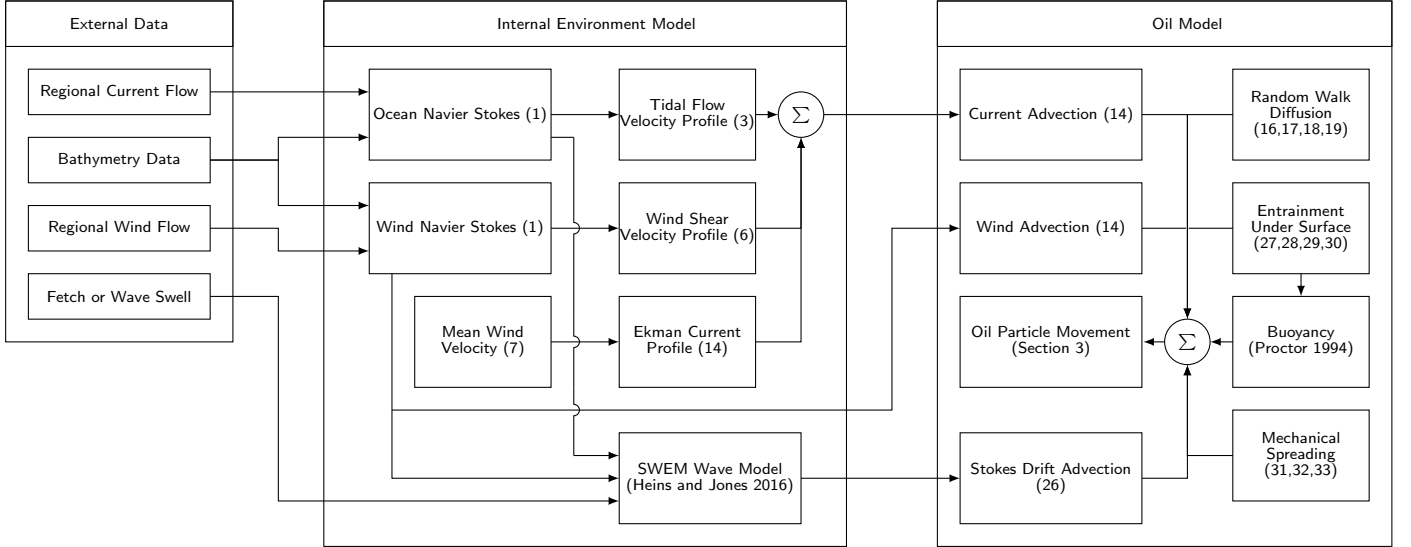 External Data
Regional Current Flow
Bathymetry Data
Regional Wind Flow
Fetch or Wave Swell
Internal Environment Model
Ocean Navier Stokes (1)
Wind Navier Stokes (1)
Mean Wind
Velocity (7)
Tidal Flow
Velocity Profile (3)
Wind Shear
Velocity Profile (6)
Ekman Current
Profile (14)
SWEM Wave Model
(Heins and Jones 2016)
Σ
Oil Model
Current Advection (14)
Wind Advection (14)
Oil Particle Movement
(Section 3)
Stokes Drift Advection
(26)
Σ
Random Walk
Diffusion
(16,17,18,19)
Entrainment
Under Surface
(27,28,29,30)
Buoyancy
(Proctor 1994)
Mechanical
Spreading
(31,32,33)